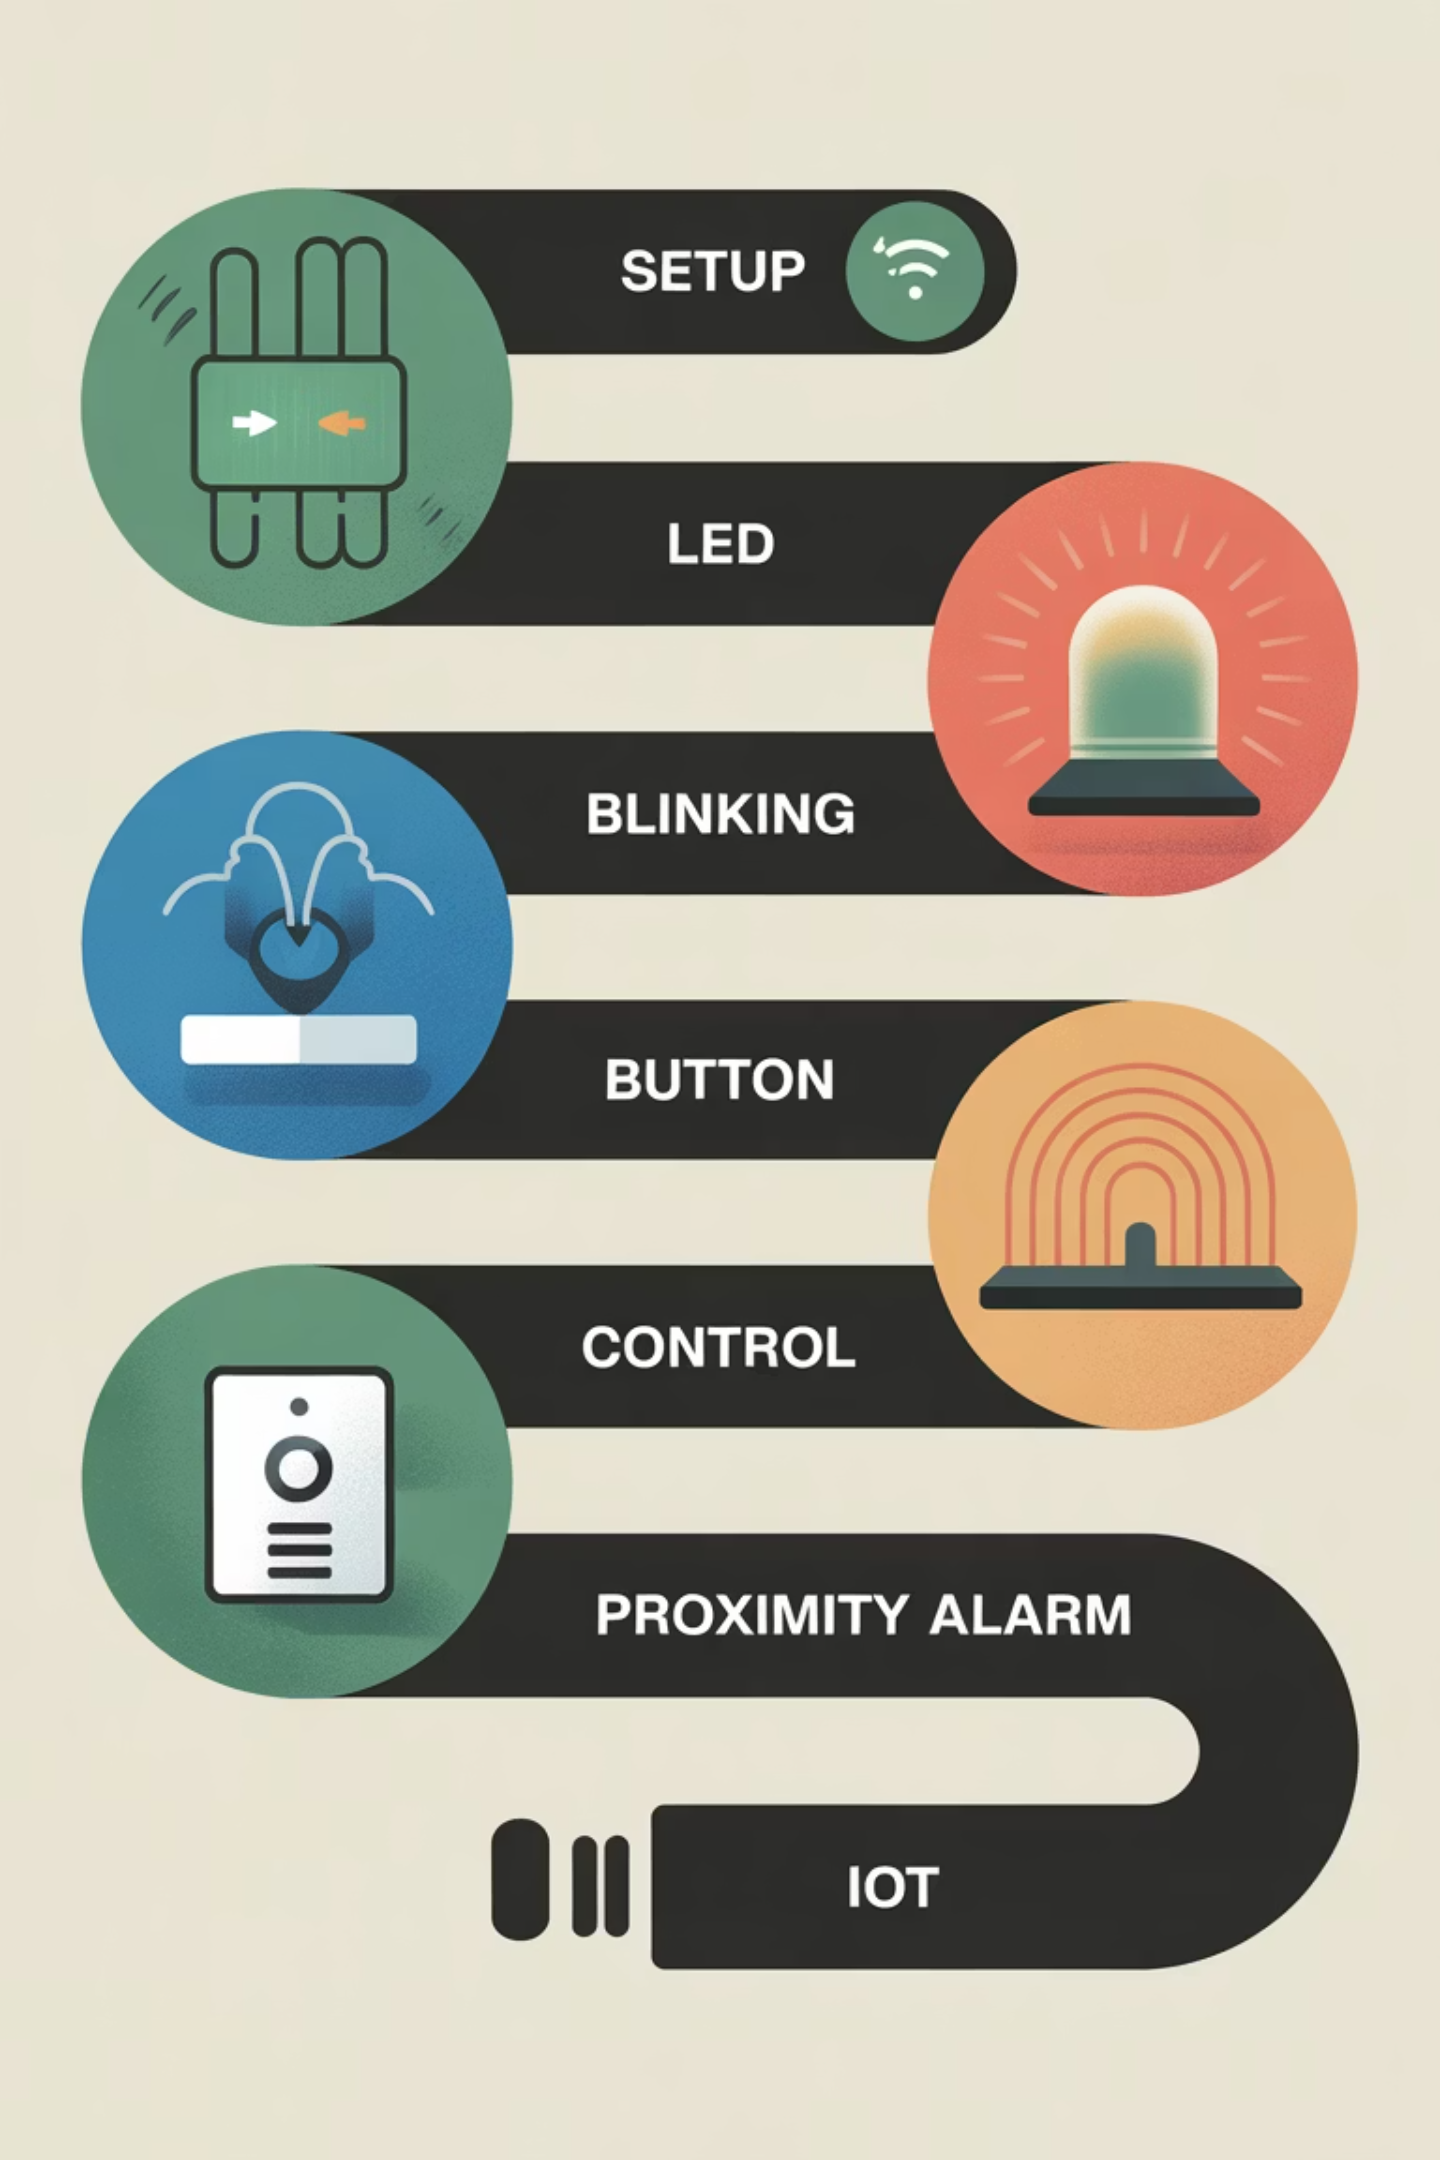 SETUP
LED
BLINKING
BUTTON
CONTROL
PROXIMITY ALARM
IOT